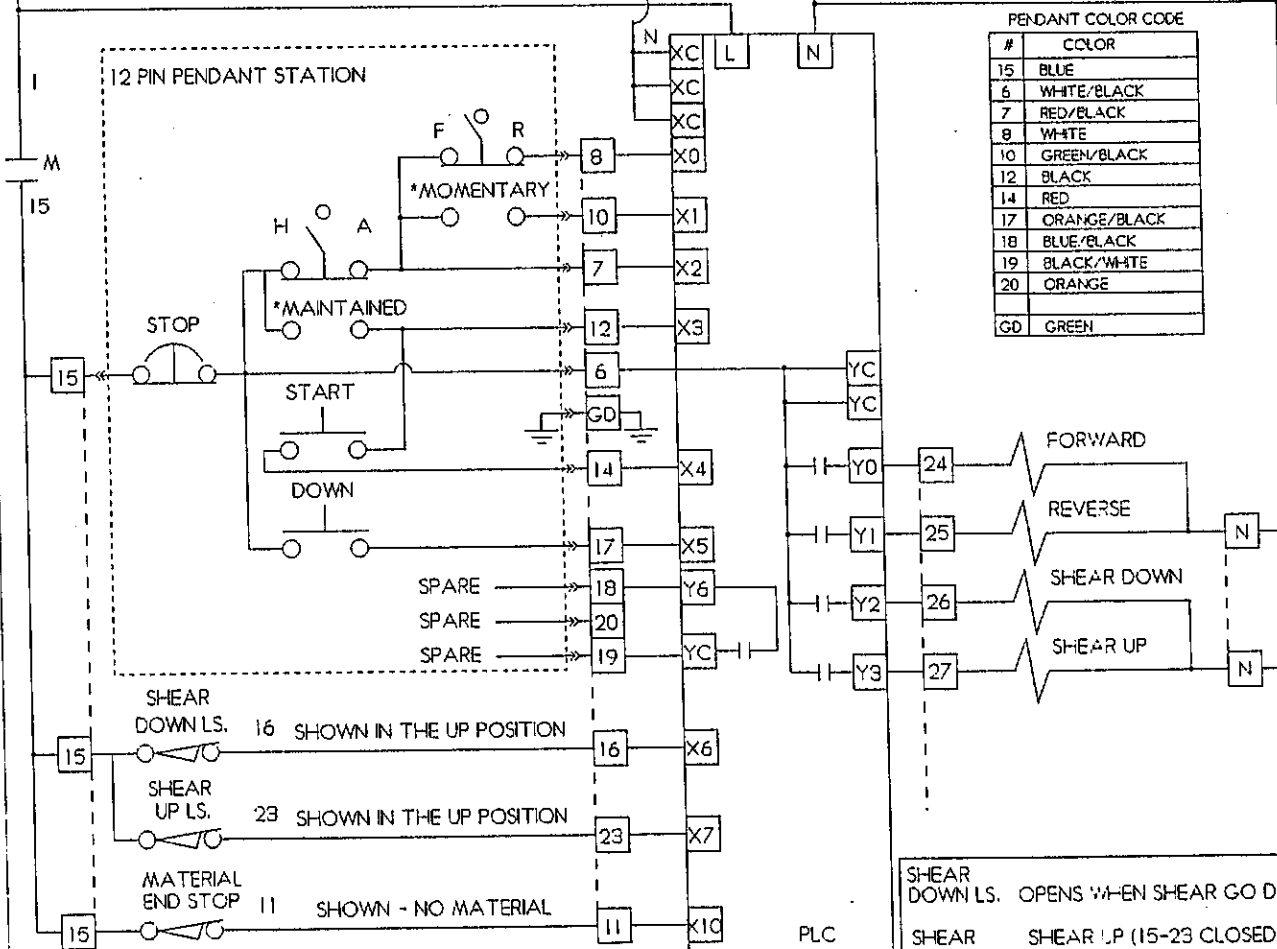 PENDANT COLOR CODE
# COLOR
15 BLUE
6 WHITE/BLACK
7 RED/BLACK
8 WHITE
10 GREEN/BLACK
12 BLACK
14 RED
17 ORANGE/BLACK
18 BLUE/BLACK
19 BLACK/WHITE
20 ORANGE
GD GREEN
1
M
15
12 PIN PENDANT STATION
N
XC
L
N
XC
XC
F R
8
X0
*MOMENTARY
10
X1
H A
7
X2
*MAINTAINED
12
X3
STOP
15
6
YC
YC
START
GD
14
X4
DOWN
17
X5
SPARE
18
Y6
SPARE
20
SPARE
19
YC
Y0
24
FORWARD
Y1
25
REVERSE
N
Y2
26
SHEAR DOWN
Y3
27
SHEAR UP
N
SHEAR
DOWN LS. 16 SHOWN IN THE UP POSITION
15
16
X6
SHEAR
UP LS. 23 SHOWN IN THE UP POSITION
23
X7
MATERIAL
END STOP 11 SHOWN - NO MATERIAL
15
11
X10
PLC
SHEAR
DOWN LS. OPENS WHEN SHEAR GO D
SHEAR SHEAR UP (15-23 CLOSED